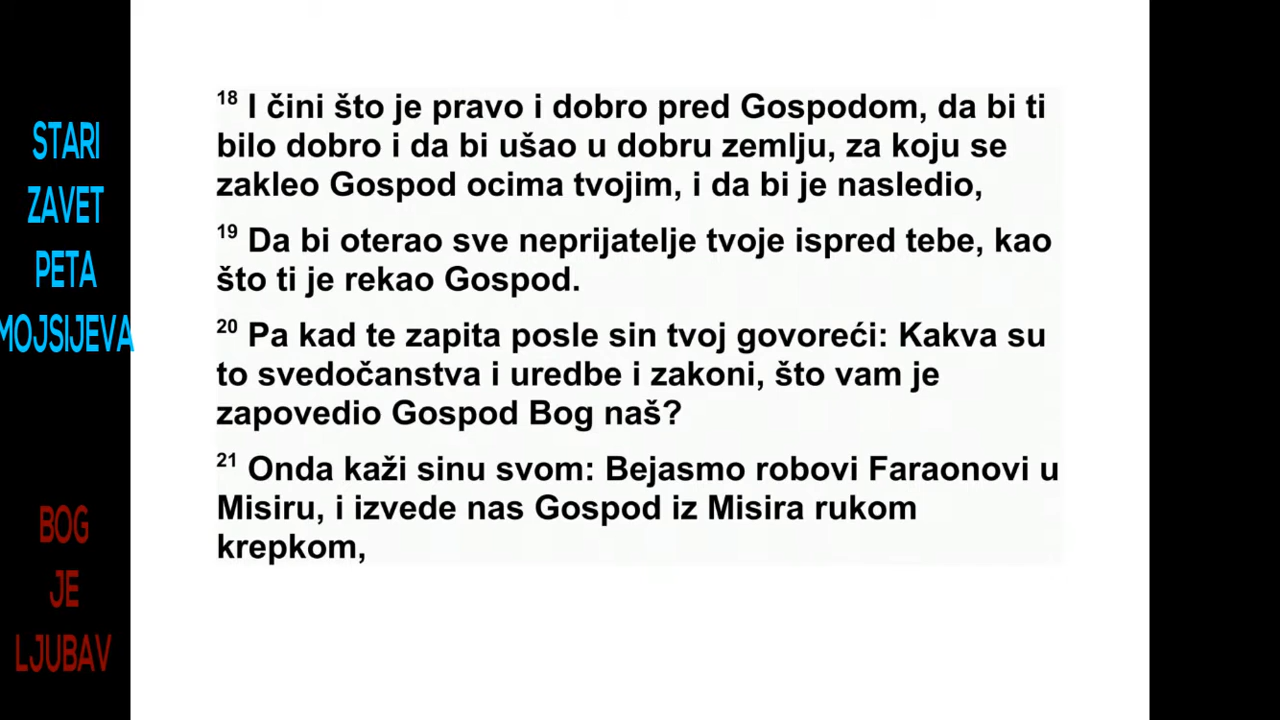 STARI
ZAVET
PETA
MOJSIJEVA
BOG
JE
LJUBAV
18 I čini što je pravo i dobro pred Gospodom, da bi ti
bilo dobro i da bi ušao u dobru zemlju, za koju se
zakleo Gospod ocima tvojim, i da bi je nasledio,
19 Da bi oterao sve neprijatelje tvoje ispred tebe, kao
što ti je rekao Gospod.
20 Pa kad te zapita posle sin tvoj govoreći: Kakva su
to svedočanstva i uredbe i zakoni, što vam je
zapovedio Gospod Bog naš?
21 Onda kaži sinu svom: Bejasmo robovi Faraonovi u
Misiru, i izvede nas Gospod iz Misira rukom
krepkom,